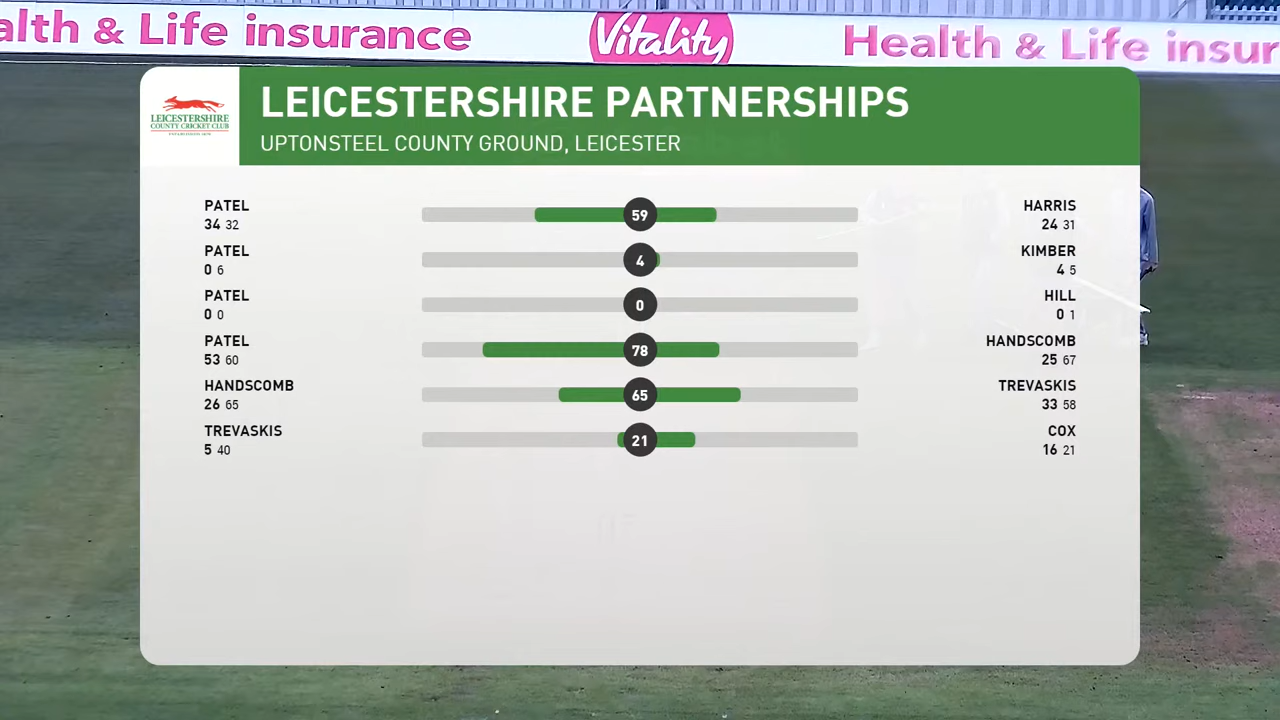 alth & Life insurance
Vitality
Health & Life insur
LEICESTERSHIRE
COUNTY CRICKET CLUB
LEICESTERSHIRE PARTNERSHIPS
UPTONSTEEL COUNTY GROUND, LEICESTER
PATEL 59 HARRIS
34 32 24 31
PATEL 4 KIMBER
0 6 4 5
PATEL 0 HILL
0 0 0 1
PATEL 78 HANDSCOMB
53 60 25 67
HANDSCOMB 65 TREVASKIS
26 65 33 58
TREVASKIS 21 COX
5 40 16 21